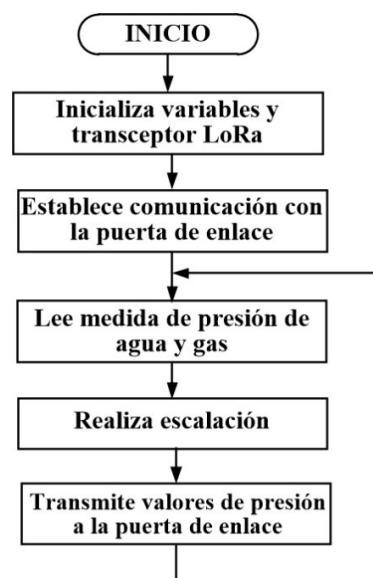 INICIO
Inicializa variables y
transceptor LoRa
Establece comunicación con
la puerta de enlace
Lee medida de presión de
agua y gas
Realiza escalación
Transmite valores de presión
a la puerta de enlace